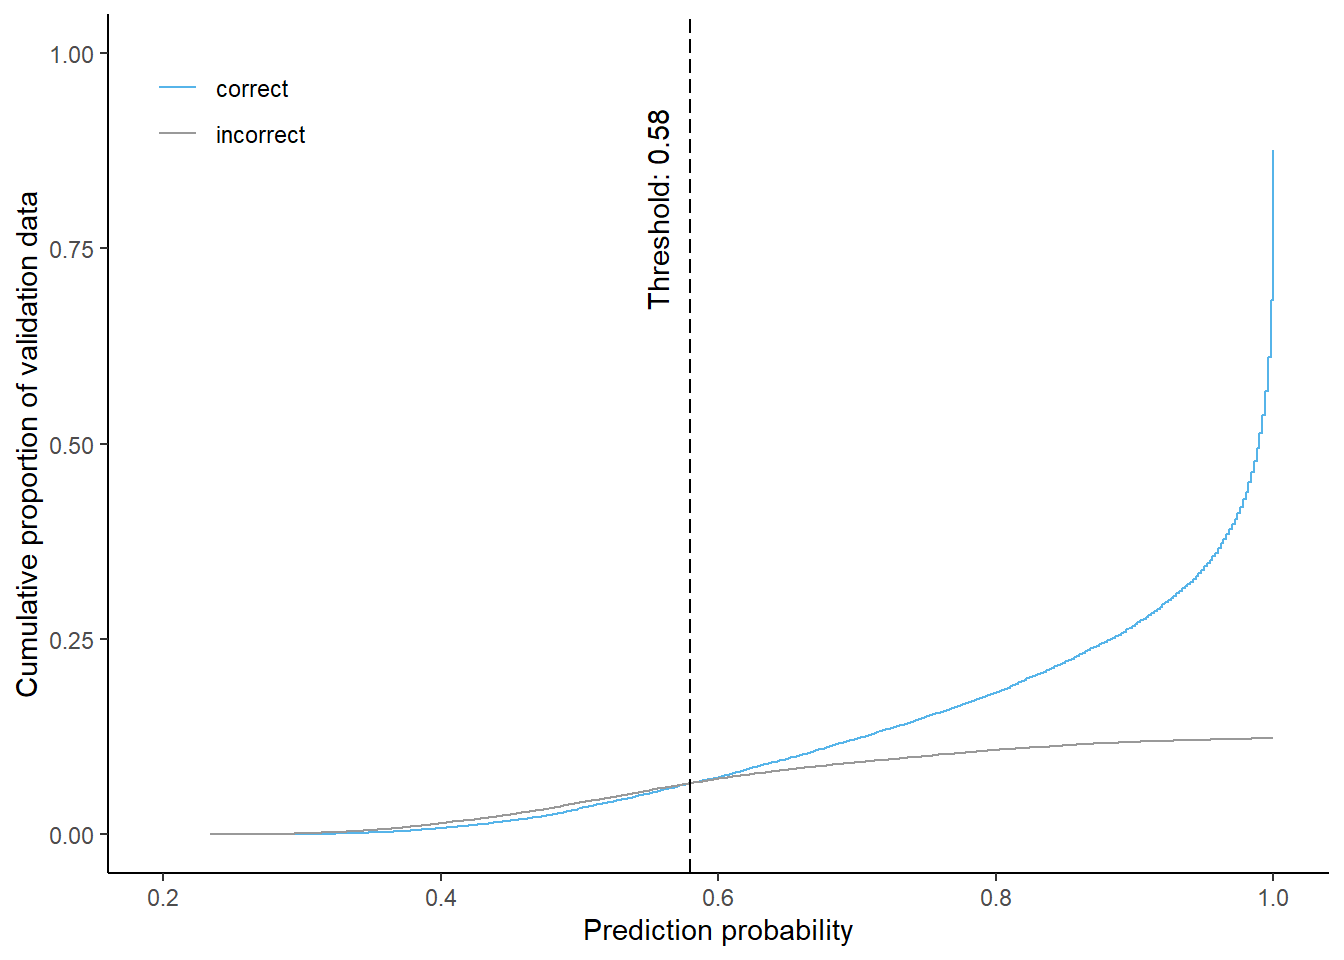 1.00
0.75
0.50
0.25
0.00
Cumulative proportion of validation data
correct
incorrect
Threshold: 0.58
0.2
0.4
0.6
0.8
1.0
Prediction probability